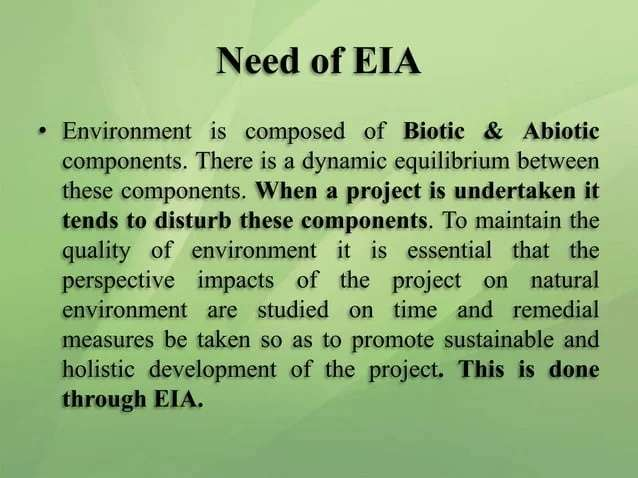 Need of EIA
• Environment is composed of Biotic & Abiotic
components. There is a dynamic equilibrium between
these components. When a project is undertaken it
tends to disturb these components. To maintain the
quality of environment it is essential that the
perspective impacts of the project on natural
environment are studied on time and remedial
measures be taken so as to promote sustainable and
holistic development of the project. This is done
through EIA.